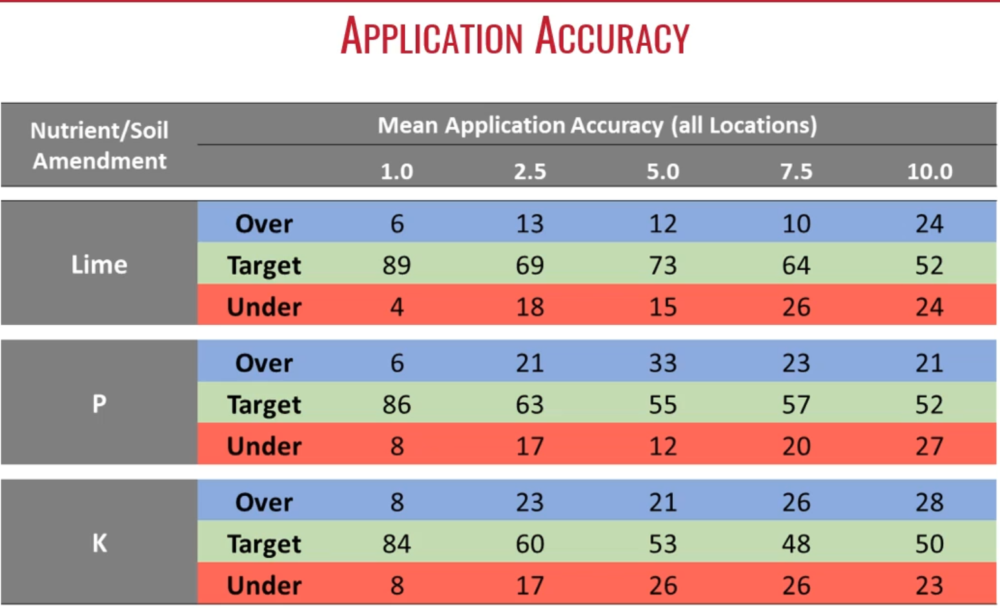 APPLICATION ACCURACY
Nutrient/Soil Amendment
Mean Application Accuracy (all Locations)
1.0 2.5 5.0 7.5 10.0
Lime
Over 6 13 12 10 24
Target 89 69 73 64 52
Under 4 18 15 26 24
P
Over 6 21 33 23 21
Target 86 63 55 57 52
Under 8 17 12 20 27
K
Over 8 23 21 26 28
Target 84 60 53 48 50
Under 8 17 26 26 23